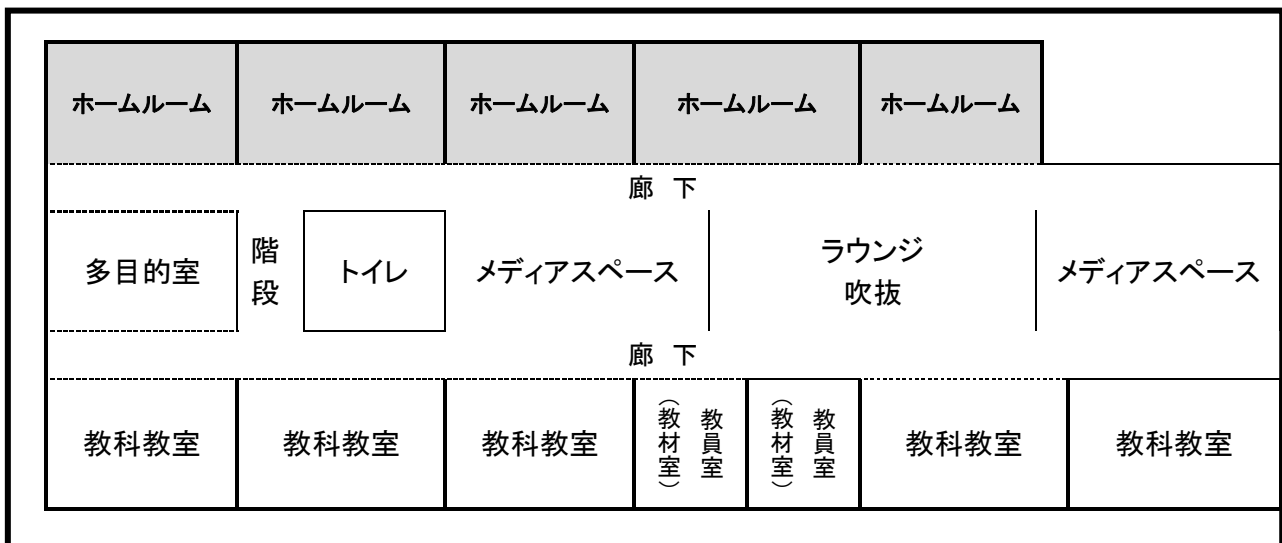 ホームルーム
ホームルーム
ホームルーム
ホームルーム
ホームルーム
廊 下
多目的室
階段
トイレ
メディアスペース
ラウンジ
吹抜
メディアスペース
廊 下
教科教室
教科教室
教科教室
教員室
（教材室）
教員室
（教材室）
教科教室
教科教室